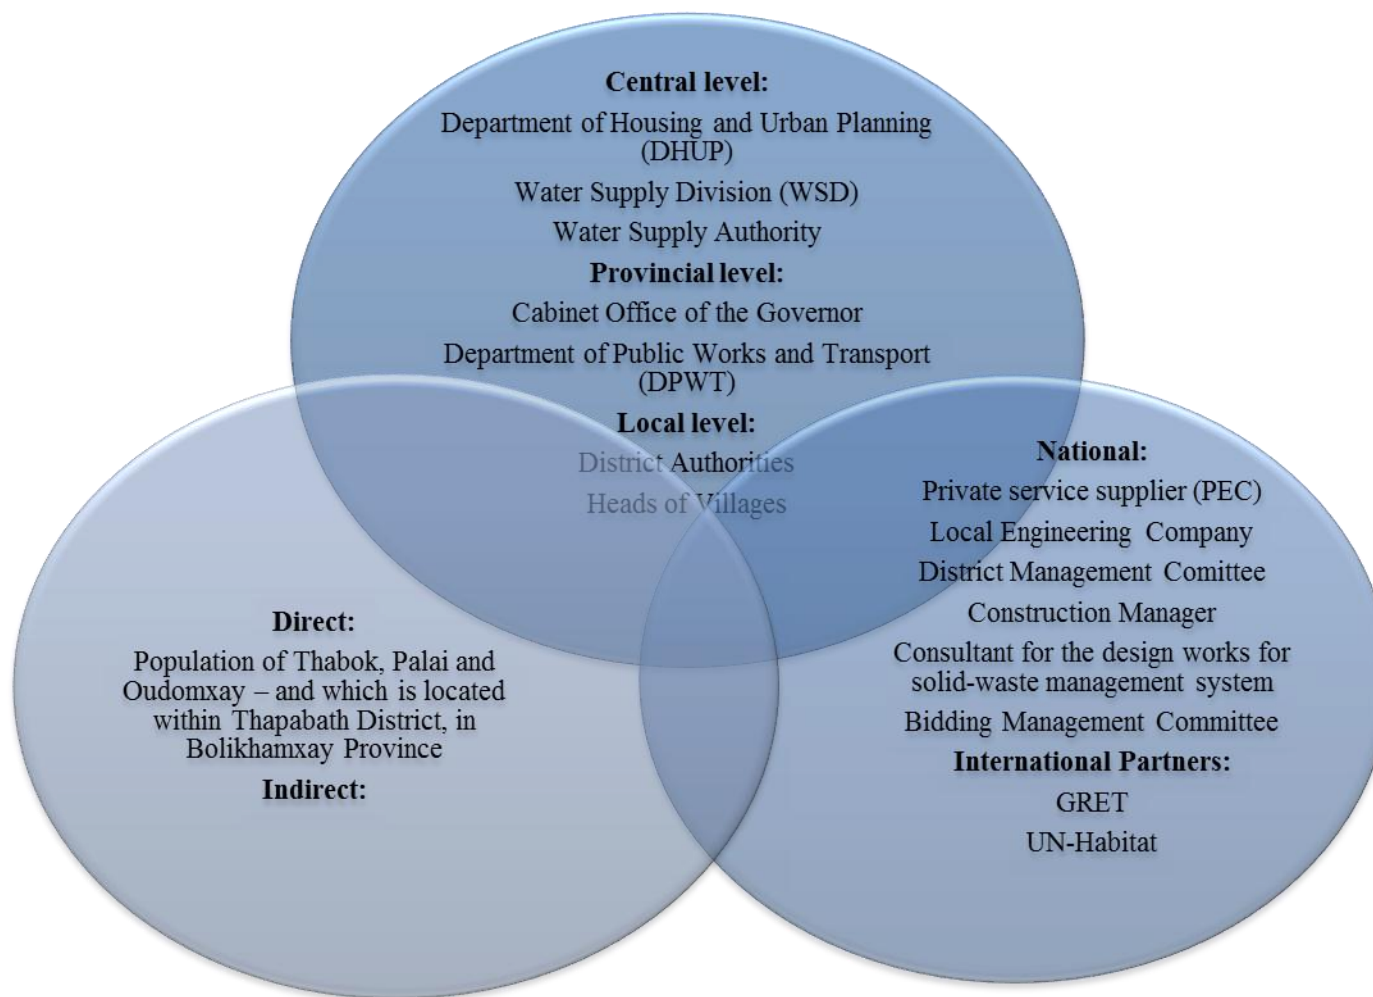 Central level:
Department of Housing and Urban Planning
(DHUP)
Water Supply Division (WSD)
Water Supply Authority
Provincial level:
Cabinet Office of the Governor
Department of Public Works and Transport
(DPWT)
Local level:
District Authorities
Heads of Villages
Direct:
Population of Thabok, Palai and
Oudomxay – and which is located
within Thapabath District, in
Bolikhamxay Province
Indirect:
National:
Private service supplier (PEC)
Local Engineering Company
District Management Comittee
Construction Manager
Consultant for the design works for
solid-waste management system
Bidding Management Committee
International Partners:
GRET
UN-Habitat